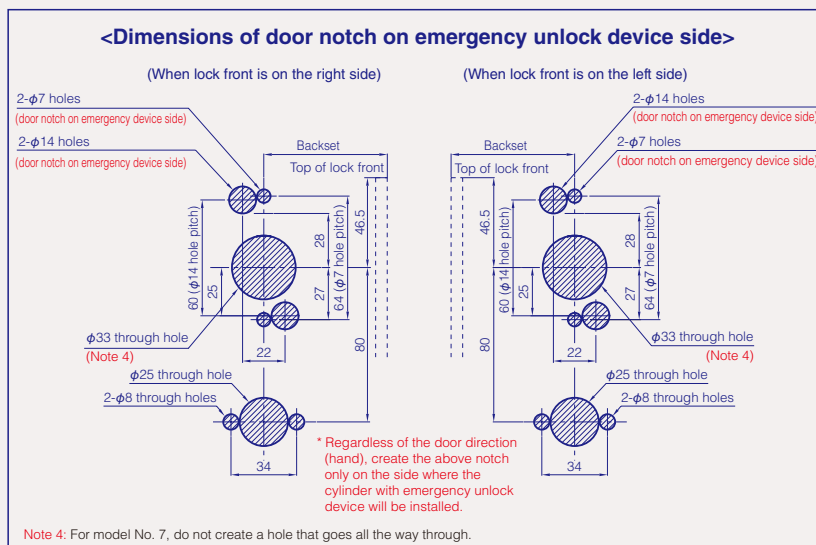 <Dimensions of door notch on emergency unlock device side>
(When lock front is on the right side)
2-φ7 holes
(door notch on emergency device side)
2-φ14 holes
(door notch on emergency device side)
Backset
Top of lock front
46.5
28
60 (φ14 hole pitch)
25
27
64 (φ7 hole pitch)
φ33 through hole
(Note 4)
22
80
φ25 through hole
2-φ8 through holes
34
(When lock front is on the left side)
2-φ14 holes
(door notch on emergency device side)
2-φ7 holes
(door notch on emergency device side)
Backset
Top of lock front
46.5
28
60 (φ14 hole pitch)
25
27
64 (φ7 hole pitch)
φ33 through hole
(Note 4)
22
80
φ25 through hole
2-φ8 through holes
34
* Regardless of the door direction
(hand), create the above notch
only on the side where the
cylinder with emergency unlock
device will be installed.
Note 4: For model No. 7, do not create a hole that goes all the way through.